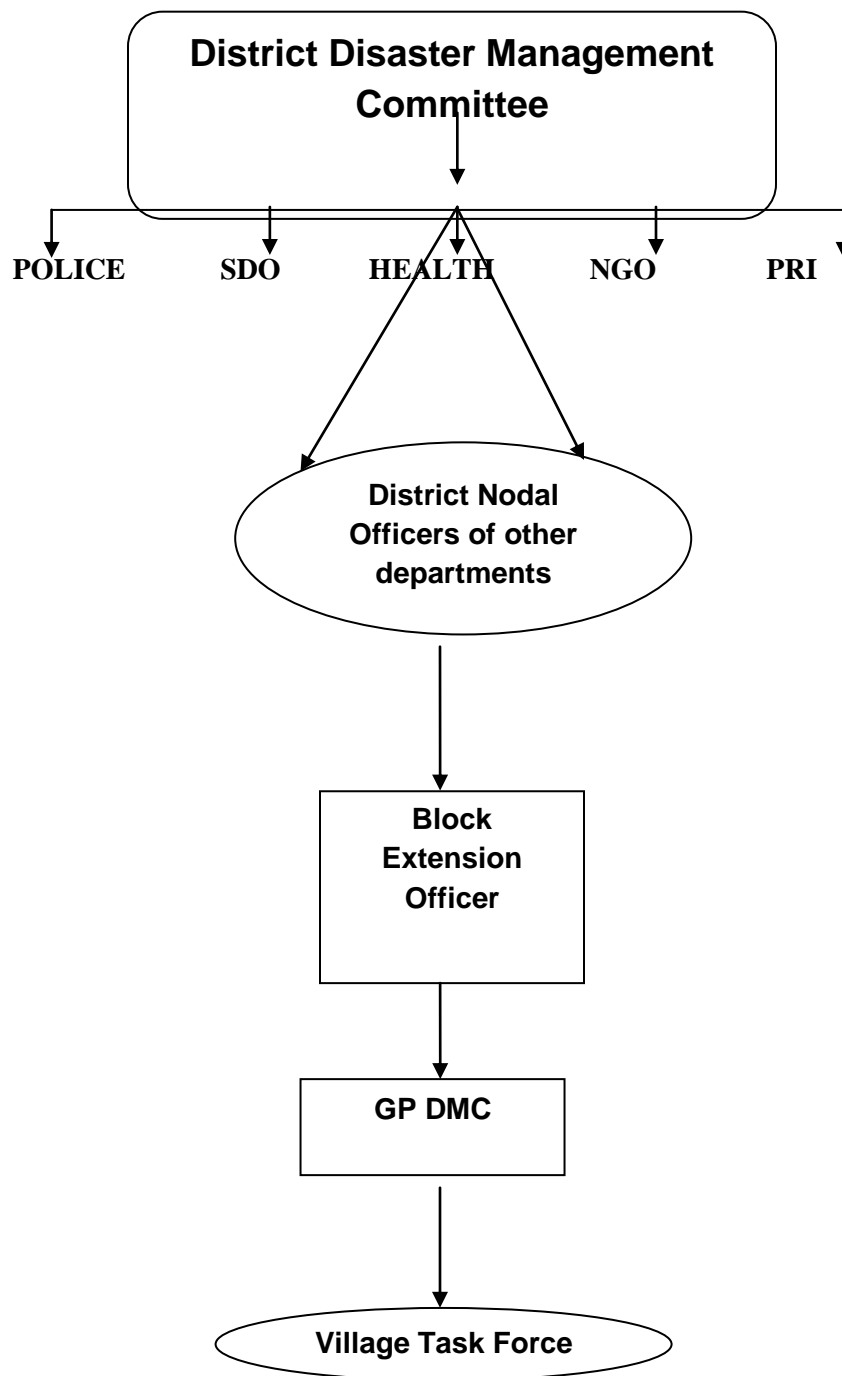 District Disaster Management
Committee
POLICE SDO HEALTH NGO PRI
District Nodal
Officers of other
departments
Block
Extension
Officer
GP DMC
Village Task Force